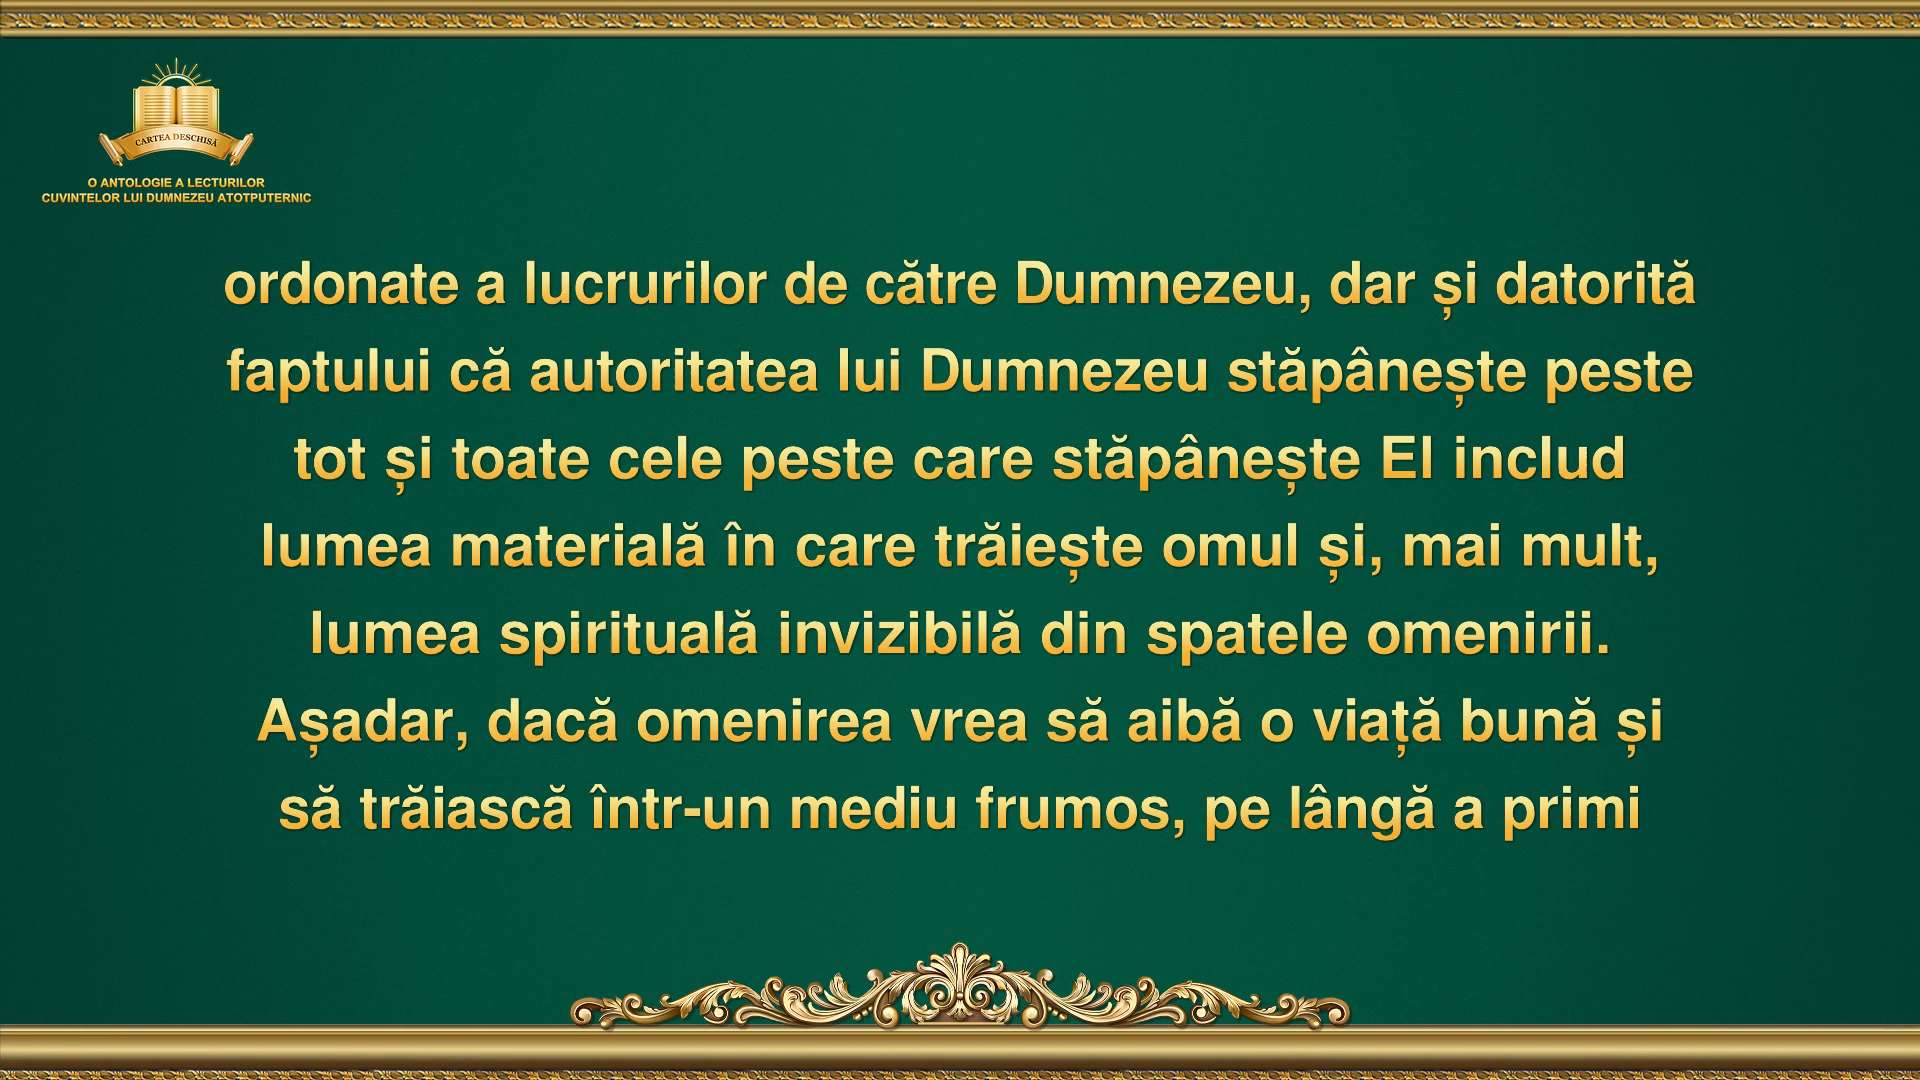 CARTEA DESCHISĂ
O ANTOLOGIE A LECTURILOR
CUVINTELOR LUI DUMNEZEU ATOTPUTERNIC
ordonate a lucrurilor de către Dumnezeu, dar și datorită
faptului că autoritatea lui Dumnezeu stăpânește peste
tot și toate cele peste care stăpânește El includ
lumea materială în care trăiește omul și, mai mult,
lumea spirituală invizibilă din spatele omenirii.
Așadar, dacă omenirea vrea să aibă o viață bună și
să trăiască într-un mediu frumos, pe lângă a primi